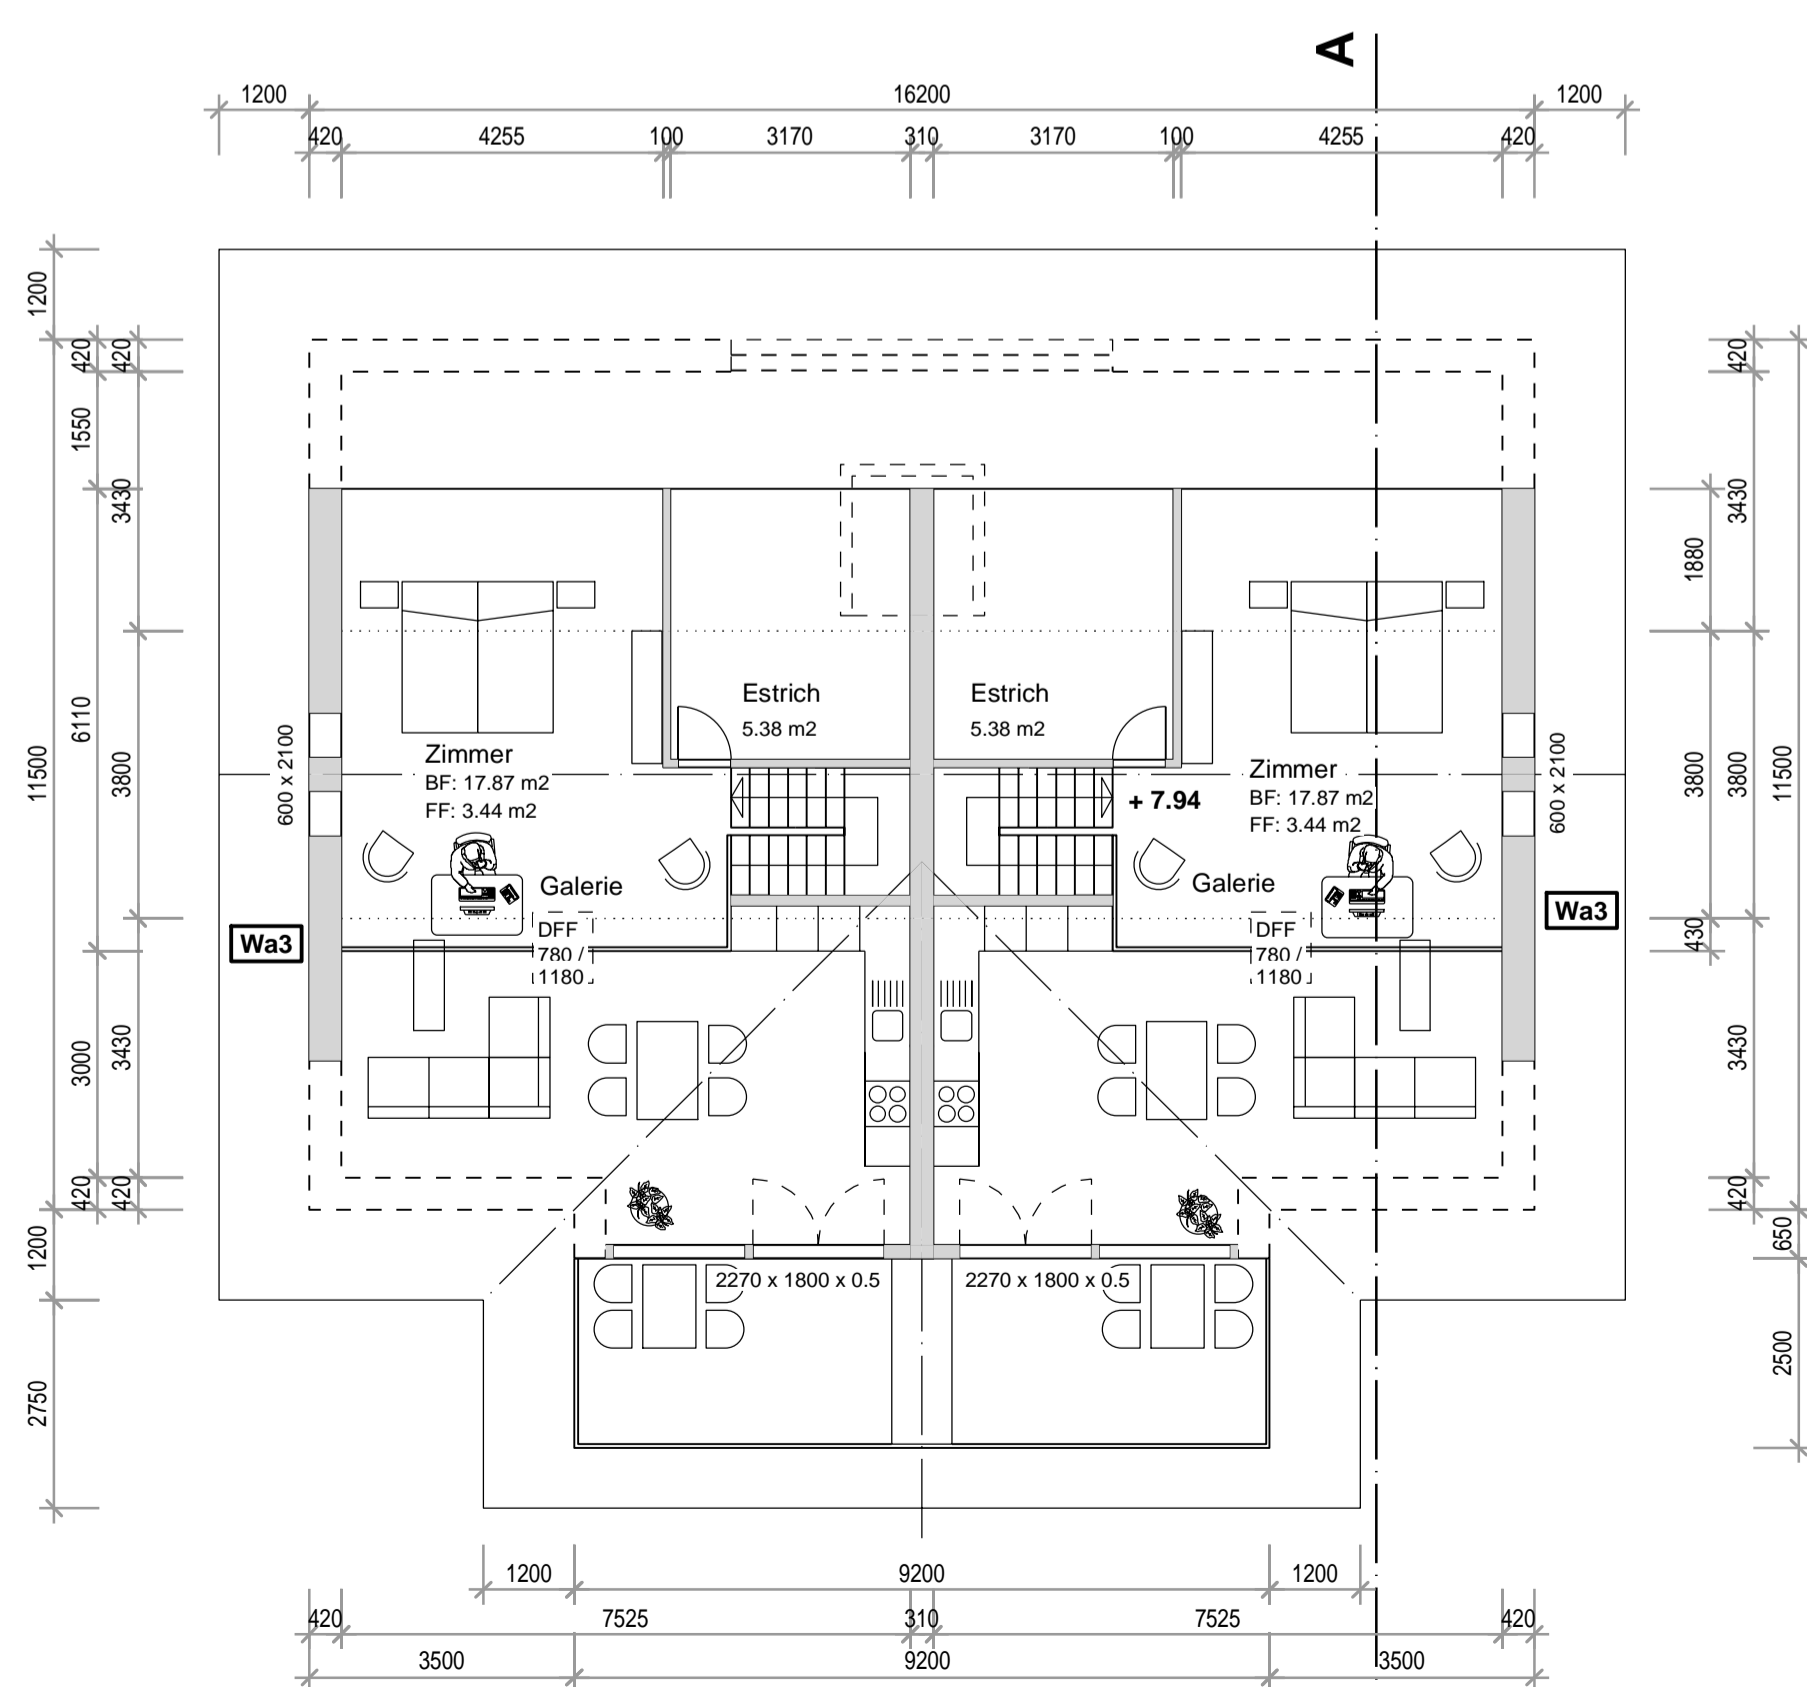 A
1200
16200
1200
420
4255
100
3170
310
3170
100
4255
420
1200
420
420
1550
3430
6110
11500
3800
3000
3430
420
420
1200
2750
420
3430
1880
3800
3800
11500
430
3430
420
650
2500
Estrich
5.38 m2
Estrich
5.38 m2
600 x 2100
Zimmer
BF: 17.87 m2
FF: 3.44 m2
+ 7.94
Zimmer
BF: 17.87 m2
FF: 3.44 m2
600 x 2100
Galerie
Galerie
Wa3
DFF
780 /
1180
DFF
780 /
1180
Wa3
2270 x 1800 x 0.5
2270 x 1800 x 0.5
1200
9200
1200
420
7525
310
7525
420
3500
9200
3500